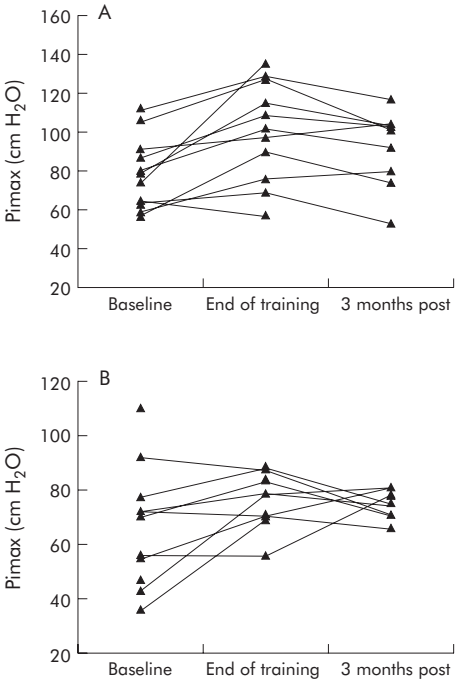 A
Pimax (cm H₂O)
160
140
120
100
80
60
40
20
Baseline
End of training
3 months post
B
Pimax (cm H₂O)
120
100
80
60
40
20
Baseline
End of training
3 months post